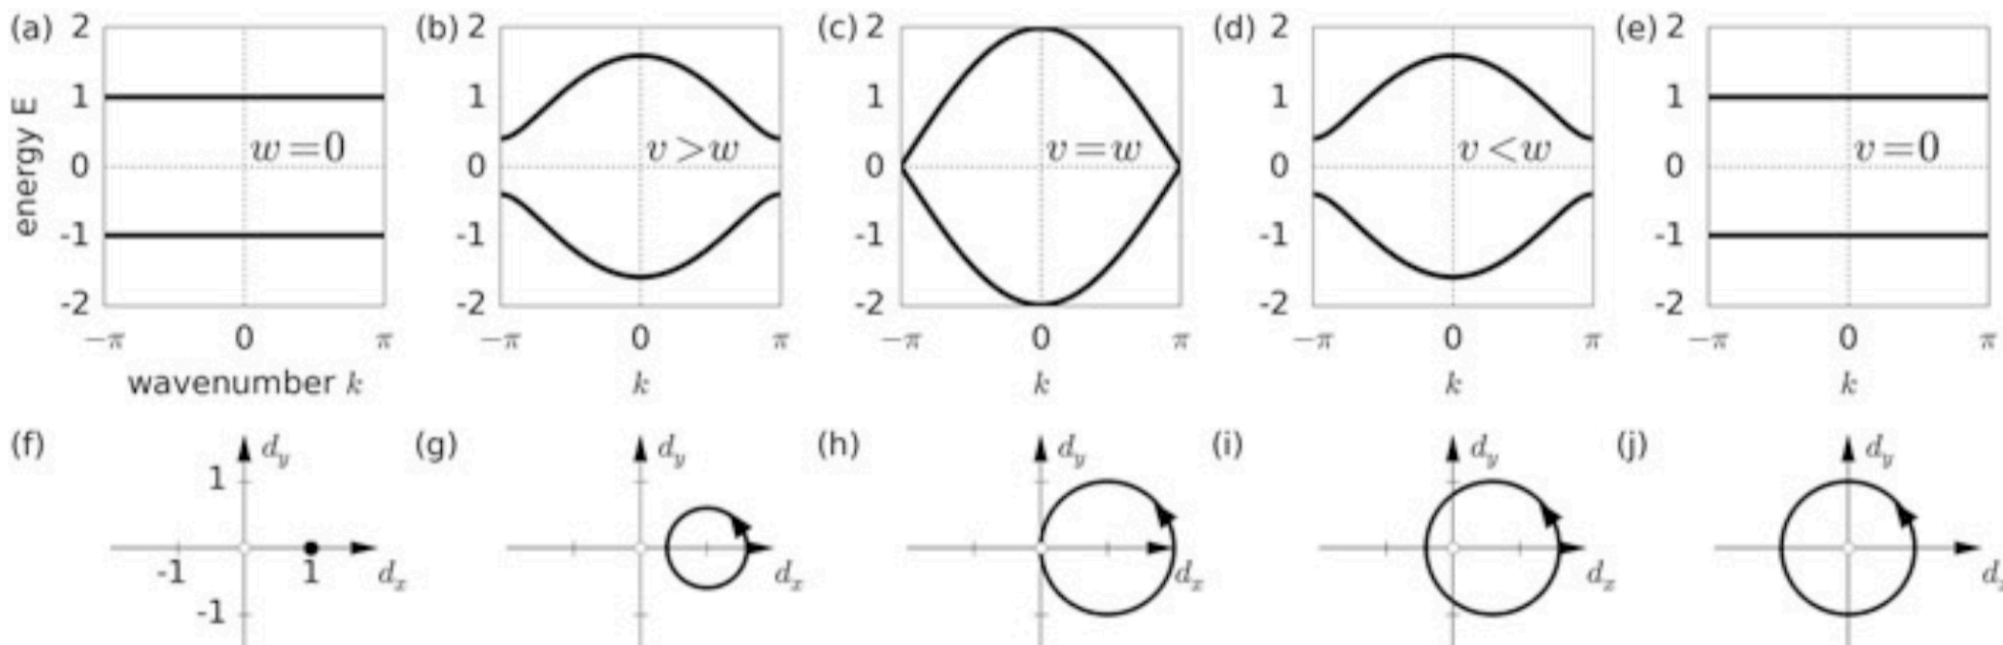 (a) 2 (b) 2 (c) 2 (d) 2 (e) 2
1 1 1 1 1
energy E
w = 0 v > w v = w v < w v = 0
0 0 0 0 0
-1 -1 -1 -1 -1
-2 -2 -2 -2 -2
−π 0 π −π 0 π −π 0 π −π 0 π −π 0 π
wavenumber k k k k k
(f) d_y (g) d_y (h) d_y (i) d_y (j) d_y
1
-1 1 d_x d_x d_x d_x d_x
-1